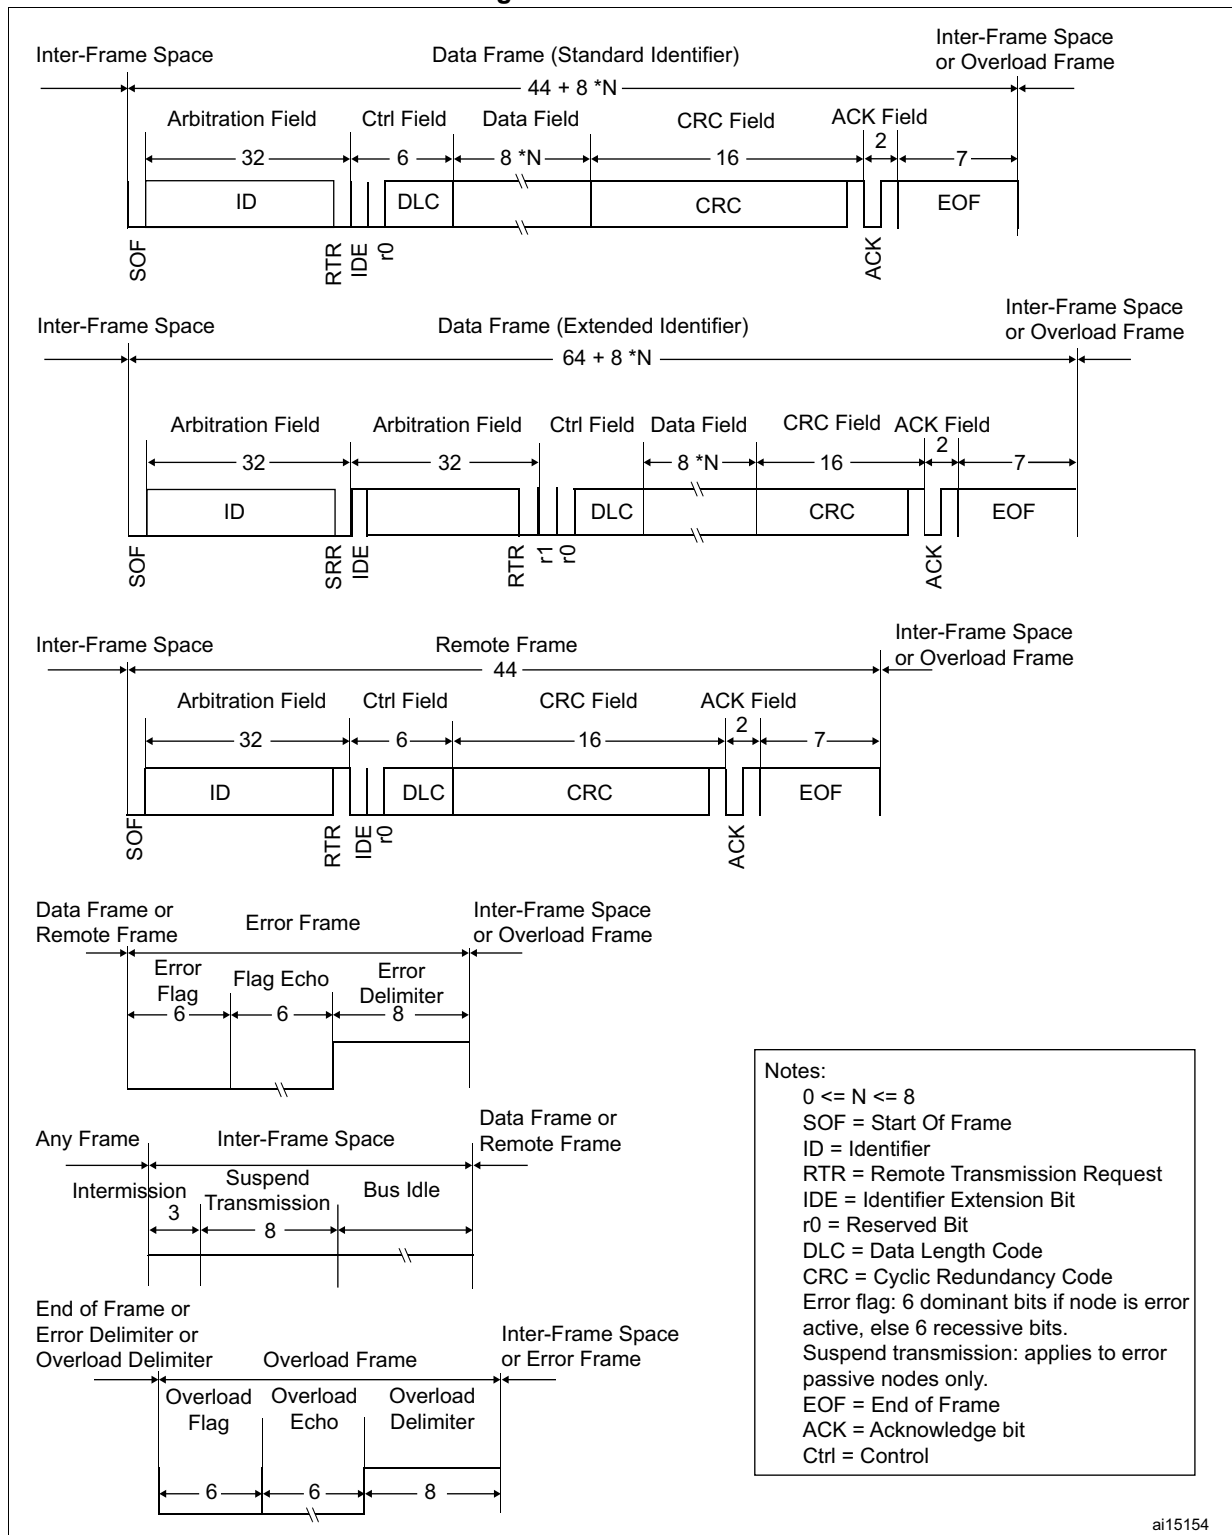 Inter-Frame Space
Data Frame (Standard Identifier)
Inter-Frame Space
or Overload Frame
44 + 8 *N
Arbitration Field
Ctrl Field
Data Field
CRC Field
ACK Field
32
6
8 *N
16
2
7
ID
DLC
CRC
EOF
SOF
RTR
IDE
r0
ACK
Inter-Frame Space
Data Frame (Extended Identifier)
Inter-Frame Space
or Overload Frame
64 + 8 *N
Arbitration Field
Arbitration Field
Ctrl Field
Data Field
CRC Field
ACK Field
32
32
8 *N
16
2
7
ID
DLC
CRC
EOF
SOF
SRR
IDE
RTR
r1
r0
ACK
Inter-Frame Space
Remote Frame
Inter-Frame Space
or Overload Frame
44
Arbitration Field
Ctrl Field
CRC Field
ACK Field
32
6
16
2
7
ID
DLC
CRC
EOF
SOF
RTR
IDE
r0
ACK
Data Frame or
Remote Frame
Error Frame
Inter-Frame Space
or Overload Frame
Error
Flag
Flag Echo
Error
Delimiter
6
6
8
Any Frame
Inter-Frame Space
Data Frame or
Remote Frame
Intermission
3
Suspend
Transmission
8
Bus Idle
End of Frame or
Error Delimiter or
Overload Delimiter
Overload Frame
Inter-Frame Space
or Error Frame
Overload
Flag
Overload
Echo
Overload
Delimiter
6
6
8
Notes:
0 <= N <= 8
SOF = Start Of Frame
ID = Identifier
RTR = Remote Transmission Request
IDE = Identifier Extension Bit
r0 = Reserved Bit
DLC = Data Length Code
CRC = Cyclic Redundancy Code
Error flag: 6 dominant bits if node is error
active, else 6 recessive bits.
Suspend transmission: applies to error
passive nodes only.
EOF = End of Frame
ACK = Acknowledge bit
Ctrl = Control
ai15154